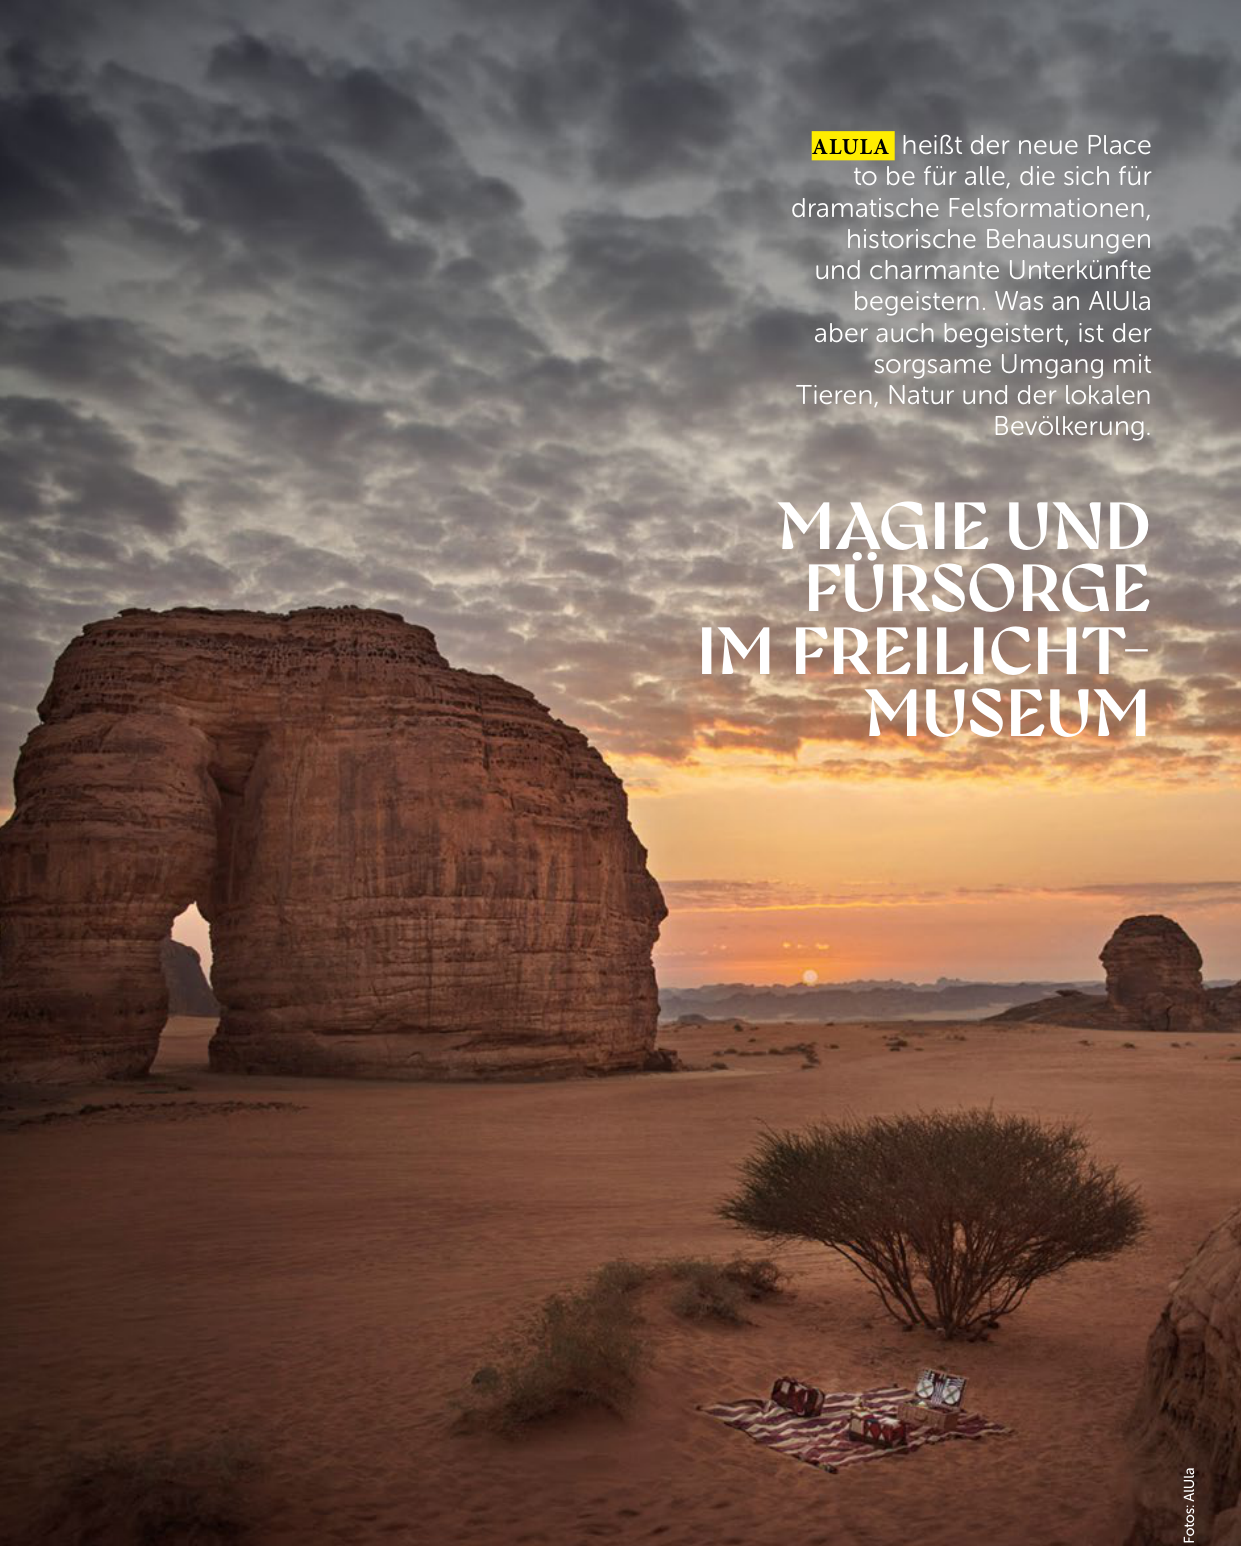 ALULA heißt der neue Place
to be für alle, die sich für
dramatische Felsformationen,
historische Behausungen
und charmante Unterkünfte
begeistern. Was an AlUla
aber auch begeistert, ist der
sorgsame Umgang mit
Tieren, Natur und der lokalen
Bevölkerung.
MAGIE UND
FÜRSORGE
IM FREILICHT-
MUSEUM
Fotos: AlUla